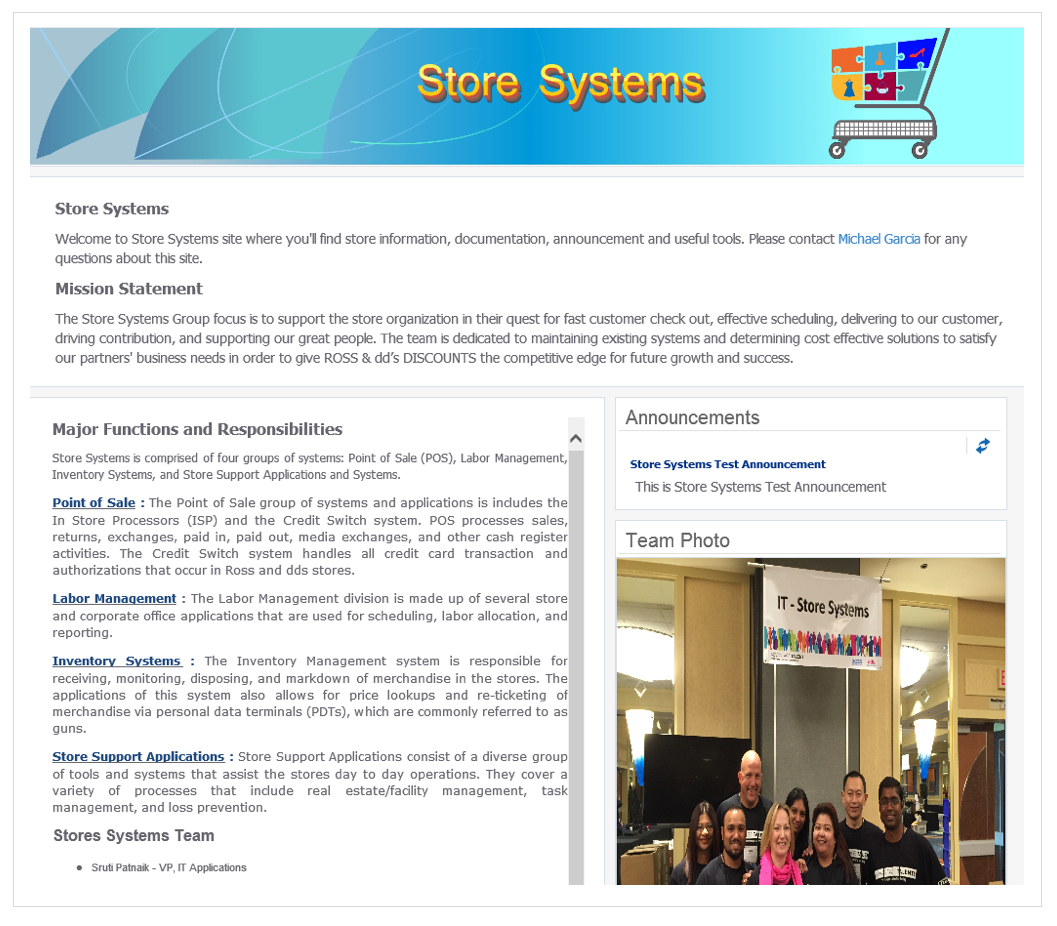 Store Systems
Store Systems
Welcome to Store Systems site where you'll find store information, documentation, announcement and useful tools. Please contact Michael Garcia for any
questions about this site.
Mission Statement
The Store Systems Group focus is to support the store organization in their quest for fast customer check out, effective scheduling, delivering to our customer,
driving contribution, and supporting our great people. The team is dedicated to maintaining existing systems and determining cost effective solutions to satisfy
our partners' business needs in order to give ROSS & dd's DISCOUNTS the competitive edge for future growth and success.
Major Functions and Responsibilities
Store Systems is comprised of four groups of systems: Point of Sale (POS), Labor Management,
Inventory Systems, and Store Support Applications and Systems.
Point of Sale : The Point of Sale group of systems and applications is includes the
In Store Processors (ISP) and the Credit Switch system. POS processes sales,
returns, exchanges, paid in, paid out, media exchanges, and other cash register
activities. The Credit Switch system handles all credit card transaction and
authorizations that occur in Ross and dds stores.
Labor Management : The Labor Management division is made up of several store
and corporate office applications that are used for scheduling, labor allocation, and
reporting.
Inventory Systems : The Inventory Management system is responsible for
receiving, monitoring, disposing, and markdown of merchandise in the stores. The
applications of this system also allows for price lookups and re-ticketing of
merchandise via personal data terminals (PDTs), which are commonly referred to as
guns.
Store Support Applications : Store Support Applications consist of a diverse group
of tools and systems that assist the stores day to day operations. They cover a
variety of processes that include real estate/facility management, task
management, and loss prevention.
Stores Systems Team
Sruti Patnaik - VP, IT Applications
Announcements
Store Systems Test Announcement
This is Store Systems Test Announcement
Team Photo
IT - Store Systems